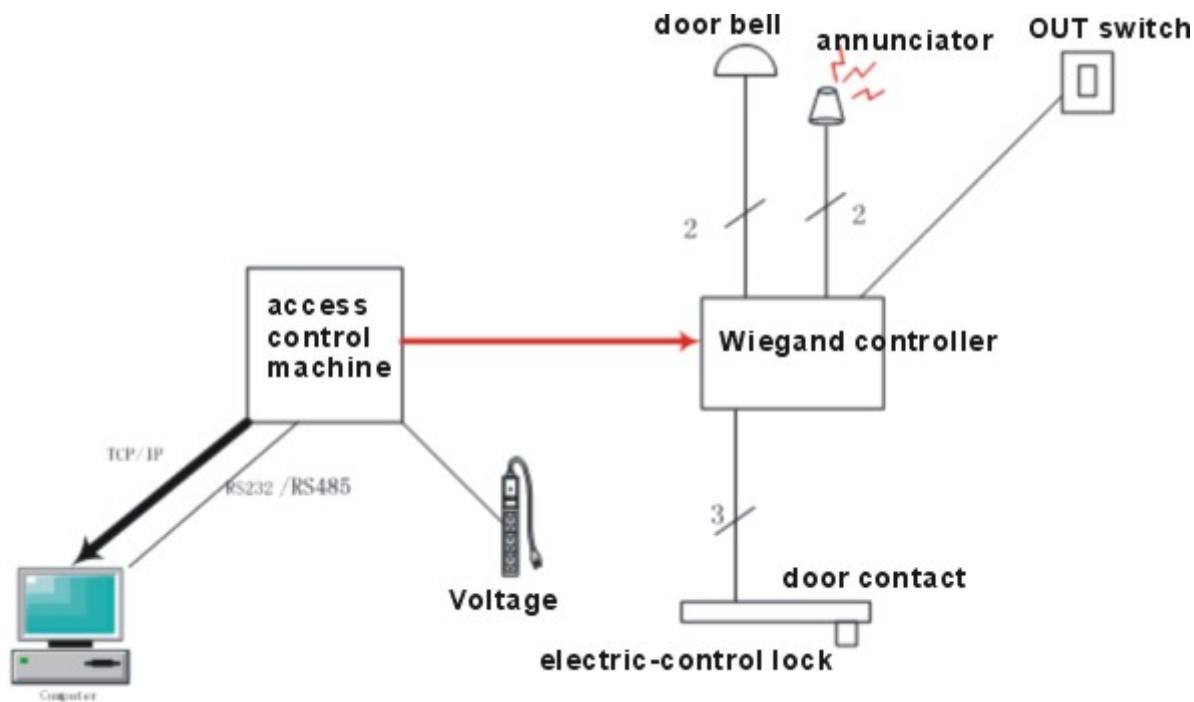 door bell
annunciator
OUT switch
2
2
access
control
machine
Wiegand controller
TCP/IP
RS232 /RS485
3
Voltage
door contact
electric-control lock
Computer